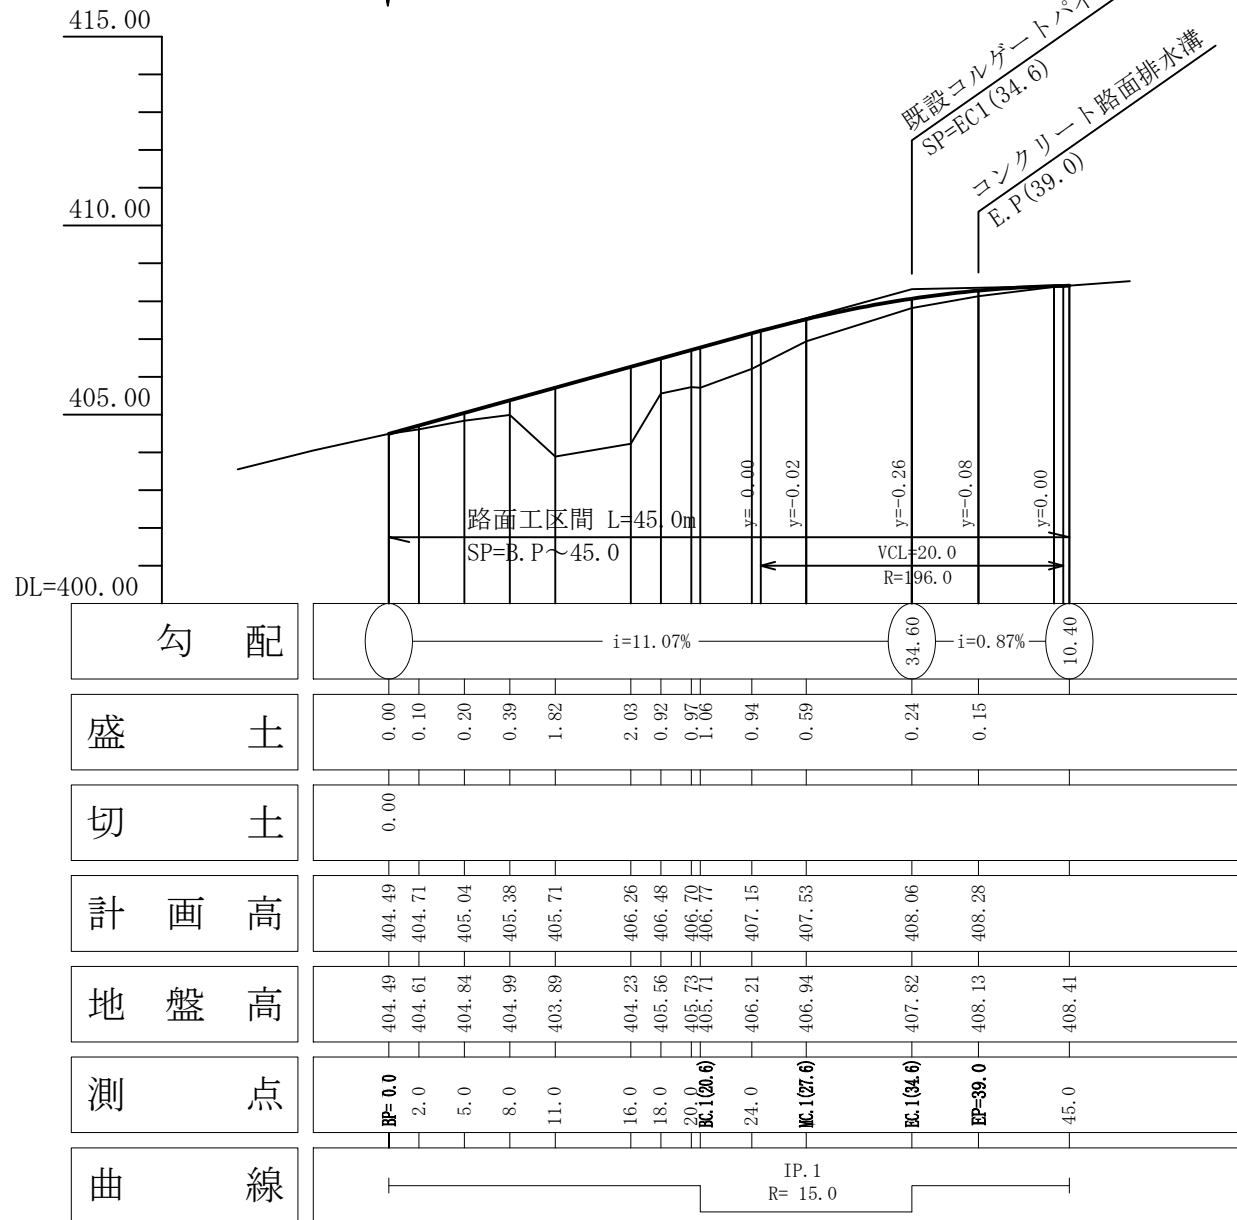 415.00
410.00
405.00
DL=400.00
既設コルゲートパイ
SP=EC1(34.6)
コンクリート路面排水溝
E.P(39.0)
y=0.00
y=-0.02
y=-0.26
y=-0.08
y=0.00
路面工区間 L=45.0m
SP=B.P～45.0
VCL=20.0
R=196.0
勾配
i=11.07%
34.60
i=0.87%
10.40
盛土
0.00
0.10
0.20
0.39
1.82
2.03
0.92
0.97
1.06
0.94
0.59
0.24
0.15
切土
0.00
計画高
404.49
404.71
405.04
405.38
405.71
406.26
406.48
406.70
406.77
407.15
407.53
408.06
408.28
地盤高
404.49
404.61
404.84
404.99
403.89
404.23
405.56
405.73
405.71
406.21
406.94
407.82
408.13
408.41
測点
BP=0.0
2.0
5.0
8.0
11.0
16.0
18.0
20.0
BC.1(20.6)
24.0
MC.1(27.6)
EC.1(34.6)
EP=39.0
45.0
曲線
IP.1
R= 15.0